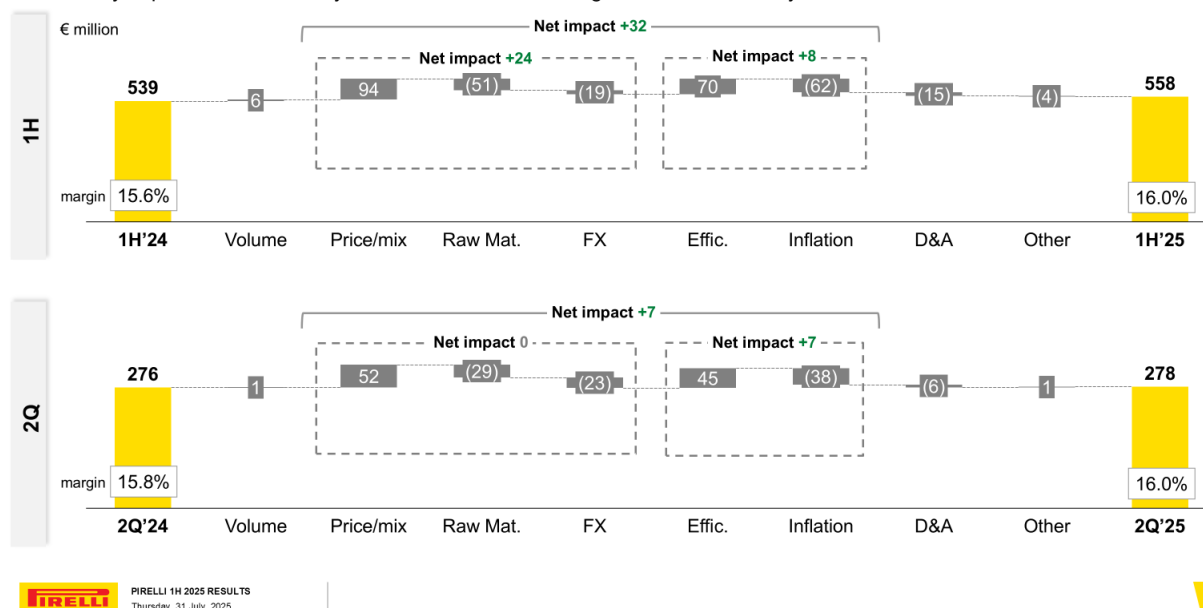 € million
Net impact +32
Net impact +24
Net impact +8
539
6
94
(51)
(19)
70
(62)
(15)
(4)
558
1H
margin 15.6%
16.0%
1H'24 Volume Price/mix Raw Mat. FX Effic. Inflation D&A Other 1H'25
Net impact +7
Net impact 0
Net impact +7
276
1
52
(29)
(23)
45
(38)
(6)
1
278
2Q
margin 15.8%
16.0%
2Q'24 Volume Price/mix Raw Mat. FX Effic. Inflation D&A Other 2Q'25
IRELLI
PIRELLI 1H 2025 RESULTS
Thursday, 31 July, 2025